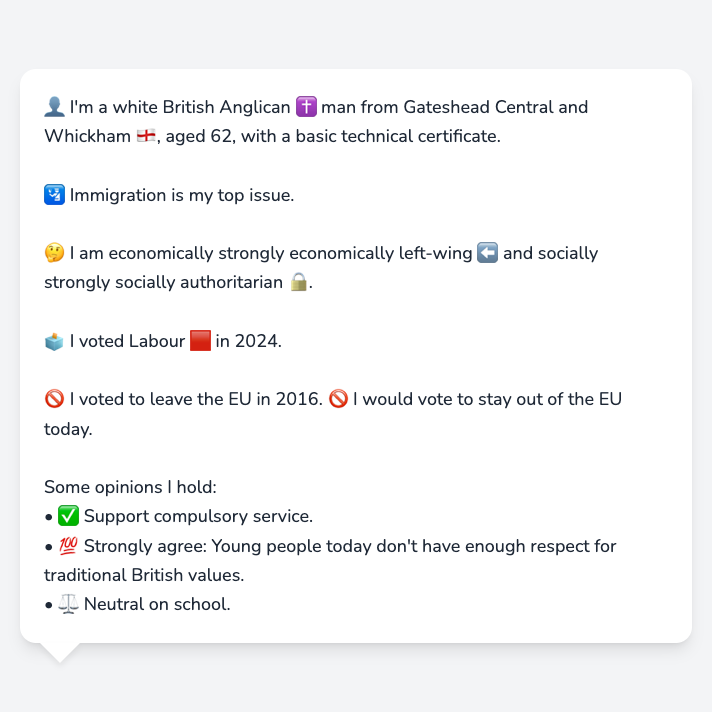 👤 I'm a white British Anglican ✝️ man from Gateshead Central and
Whickham 🏴󠁧󠁢󠁥󠁮󠁧󠁿, aged 62, with a basic technical certificate.
🛂 Immigration is my top issue.
🤔 I am economically strongly economically left-wing ⬅️ and socially
strongly socially authoritarian 🔒.
🗳️ I voted Labour 🟥 in 2024.
🚫 I voted to leave the EU in 2016. 🚫 I would vote to stay out of the EU
today.
Some opinions I hold:
• ✅ Support compulsory service.
• 💯 Strongly agree: Young people today don't have enough respect for
traditional British values.
• ⚖️ Neutral on school.